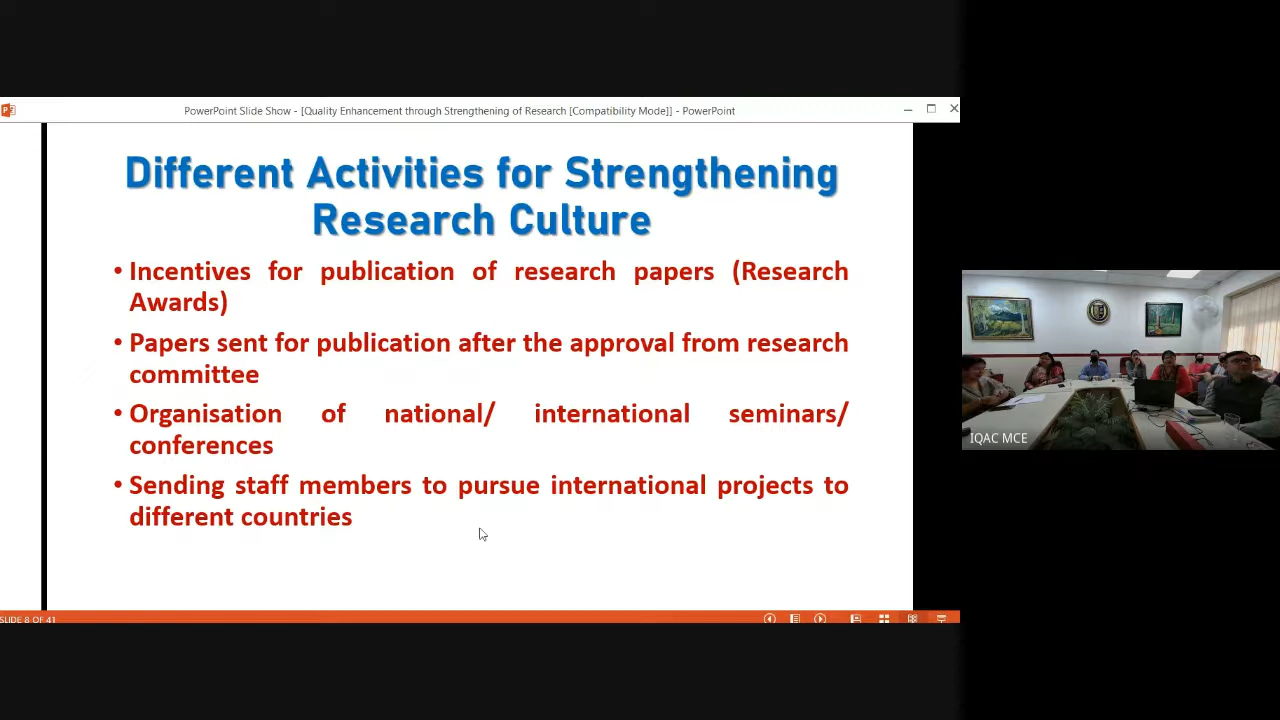 PowerPoint Slide Show - [Quality Enhancement through Strengthening of Research [Compatibility Mode]] - PowerPoint
Different Activities for Strengthening
Research Culture
• Incentives for publication of research papers (Research
Awards)
• Papers sent for publication after the approval from research
committee
• Organisation of national/ international seminars/
conferences
• Sending staff members to pursue international projects to
different countries
SLIDE 8 OF 41
IQAC MCE